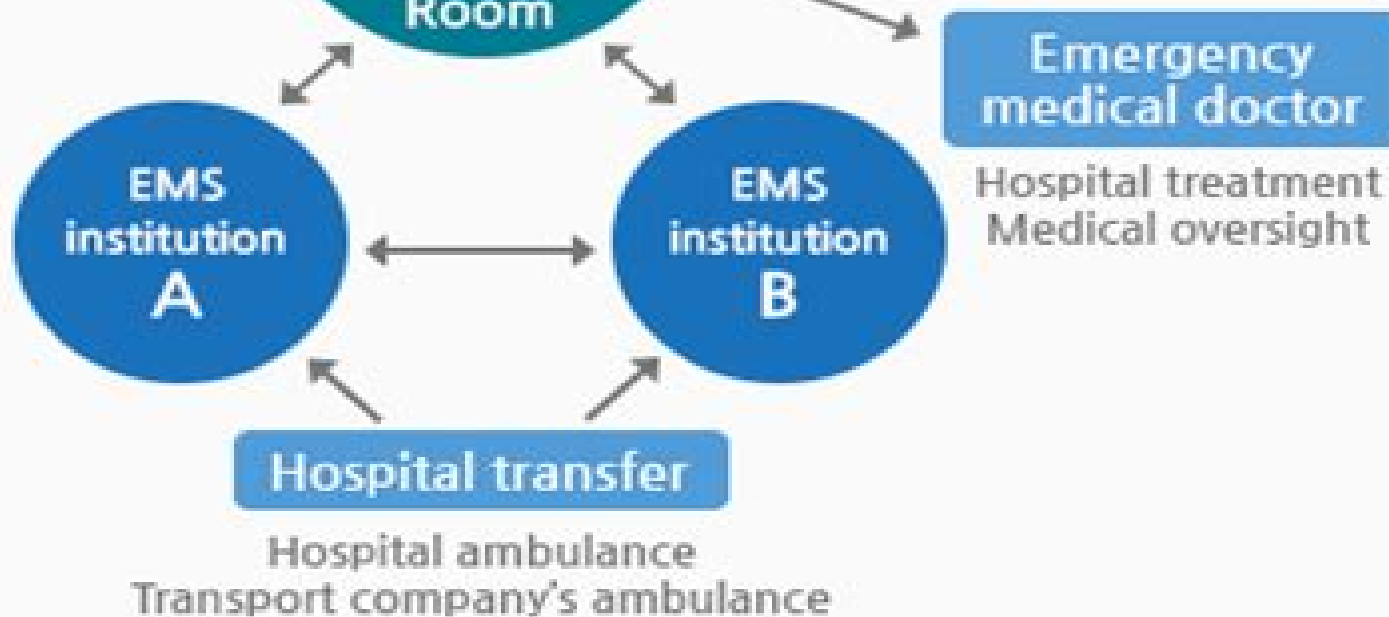 Room
Emergency
medical doctor
Hospital treatment
Medical oversight
EMS
institution
A
EMS
institution
B
Hospital transfer
Hospital ambulance
Transport company's ambulance